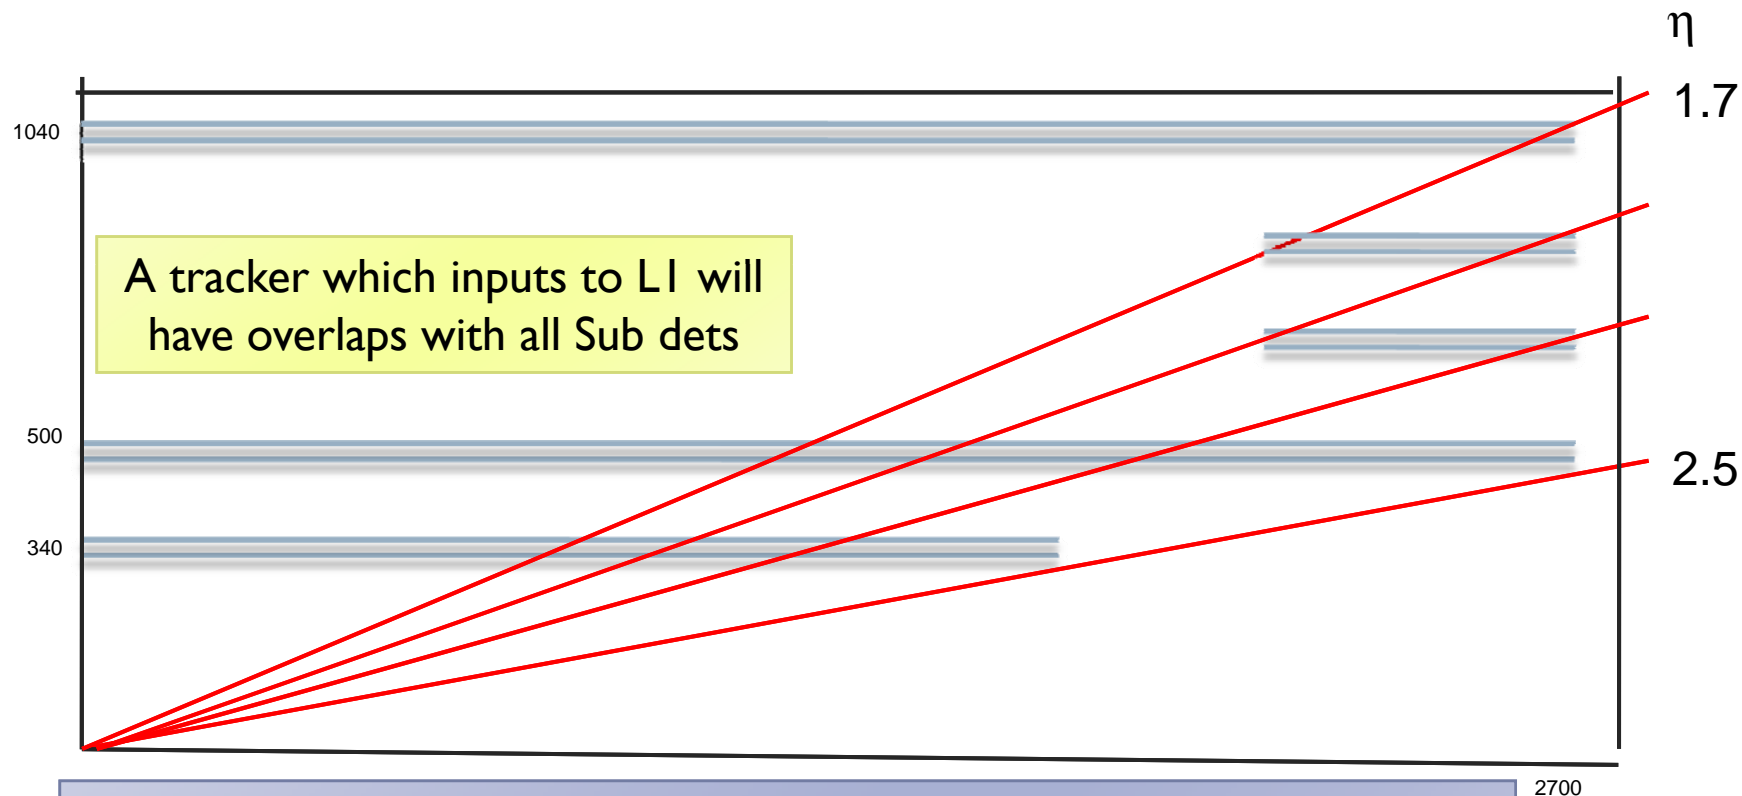 η
1.7
1040
A tracker which inputs to L1 will
have overlaps with all Sub dets
500
2.5
340
2700